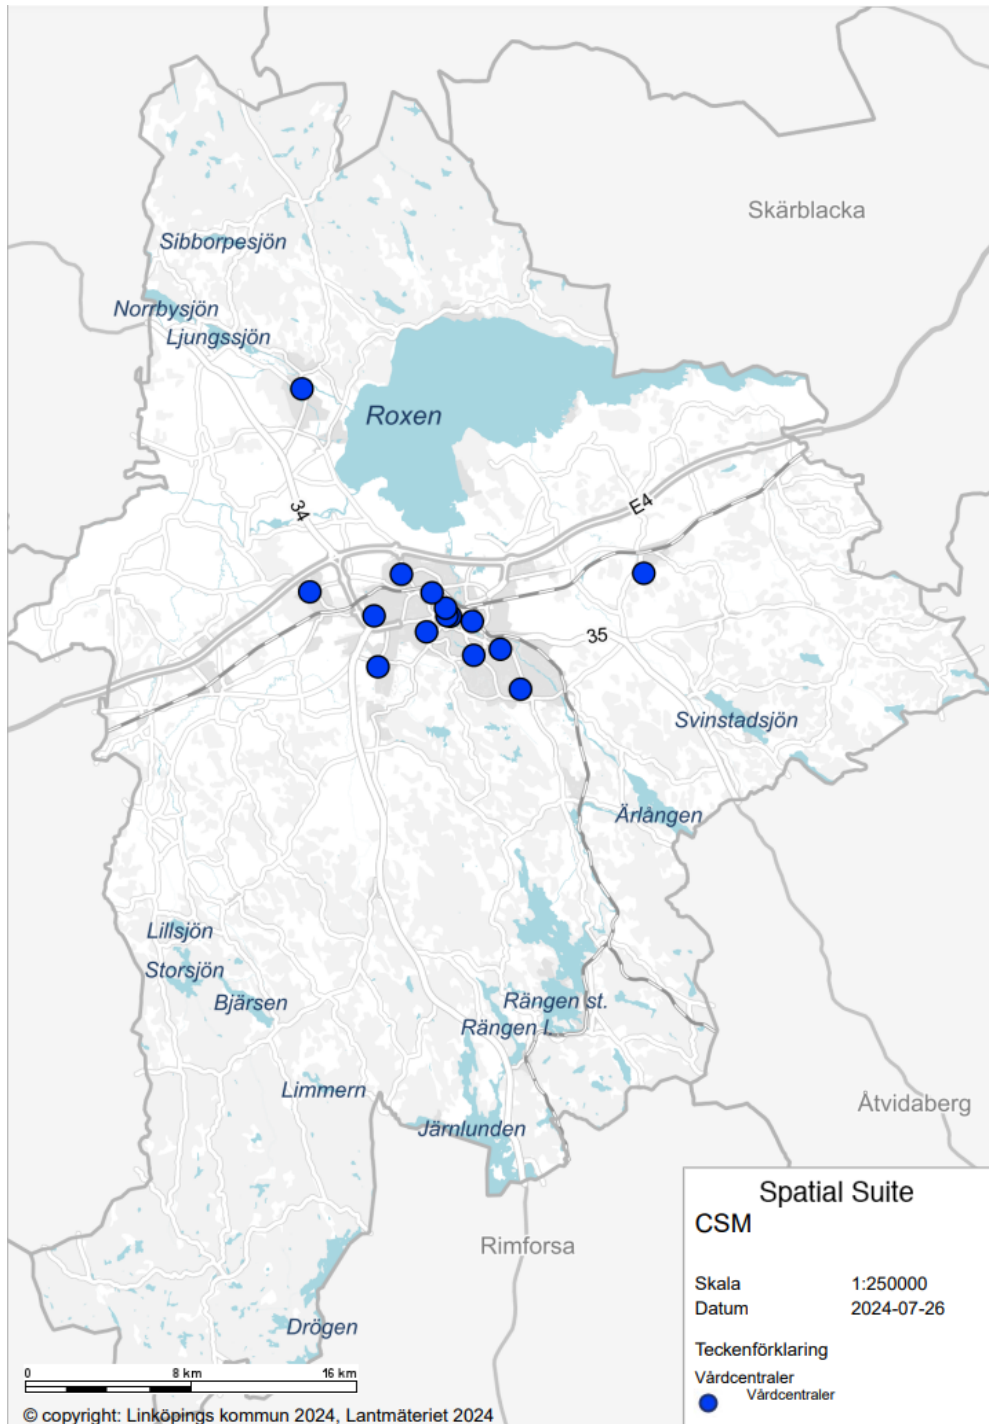 Skärblacka
Sibborpesjön
Norrbysjön
Ljungssjön
Roxen
34
E4
35
Svinstadsjön
Ärlången
Lillsjön
Storsjön
Bjärsen
Rängen st.
Rängen L.
Limmern
Åtvidaberg
Järnlunden
Rimforsa
Drögen
Spatial Suite
CSM
Skala 1:250000
Datum 2024-07-26
Teckenförklaring
Vårdcentraler
Vårdcentraler
0 8 km 16 km
© copyright: Linköpings kommun 2024, Lantmäteriet 2024